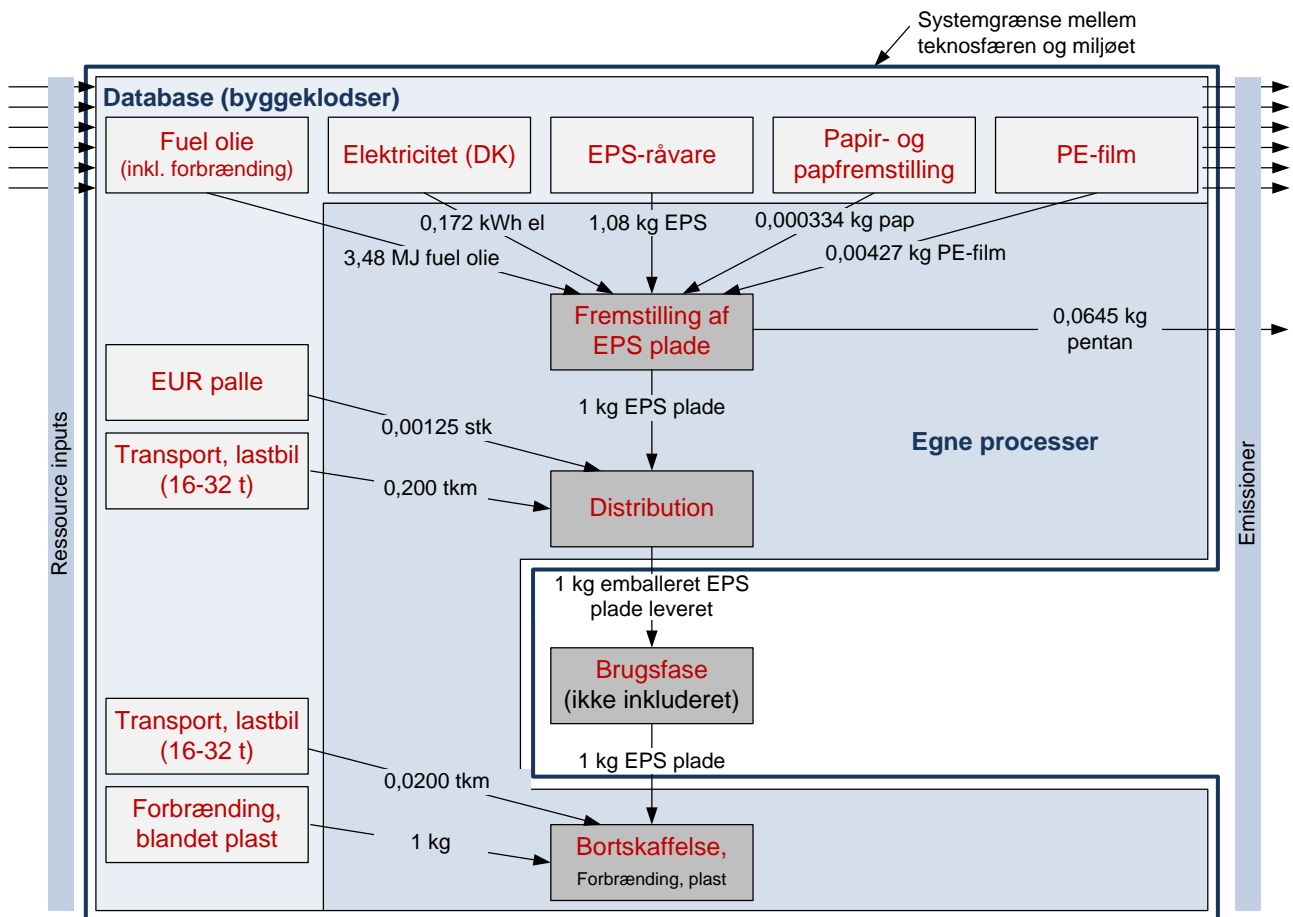 Systemgrænse mellem
teknosfæren og miljøet
Database (byggeklodser)
Fuel olie
(inkl. forbrænding)
Elektricitet (DK)
EPS-råvare
Papir- og
papfremstilling
PE-film
0,172 kWh el
1,08 kg EPS
0,000334 kg pap
3,48 MJ fuel olie
0,00427 kg PE-film
Fremstilling af
EPS plade
0,0645 kg
pentan
EUR palle
1 kg EPS plade
0,00125 stk
Egne processer
Transport, lastbil
(16-32 t)
0,200 tkm
Distribution
Ressource inputs
Emissioner
1 kg emballeret EPS
plade leveret
Brugsfase
(ikke inkluderet)
Transport, lastbil
(16-32 t)
1 kg EPS plade
0,0200 tkm
Forbrænding,
blandet plast
1 kg
Bortskaffelse,
Forbrænding, plast